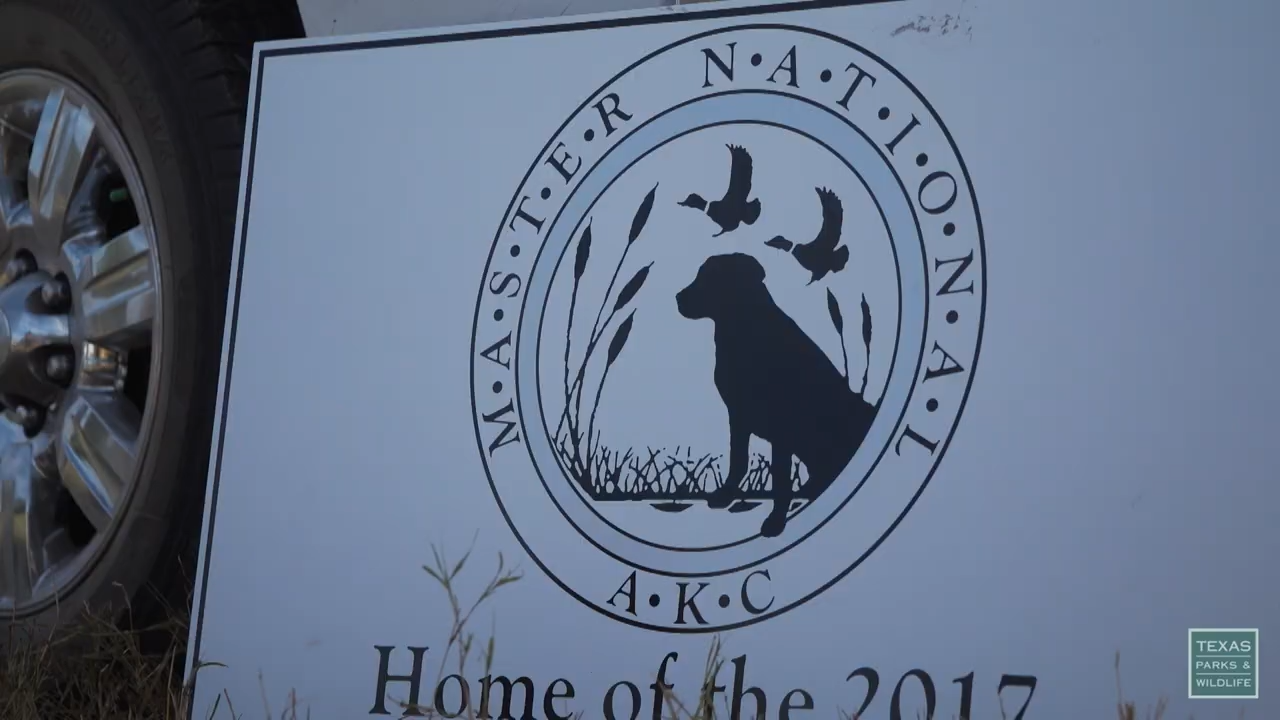 M·A·S·T·E·R N·A·T·I·O·N·A·L
A·K·C
Home of the 2017
TEXAS
PARKS &
WILDLIFE